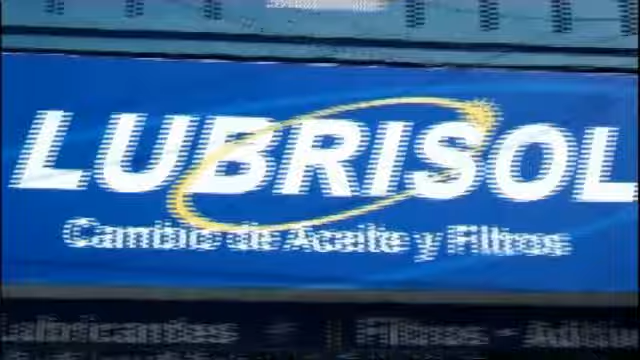 LUBRISOL
Cambio de Aceite y Filtros
Lubricantes - Filtros -